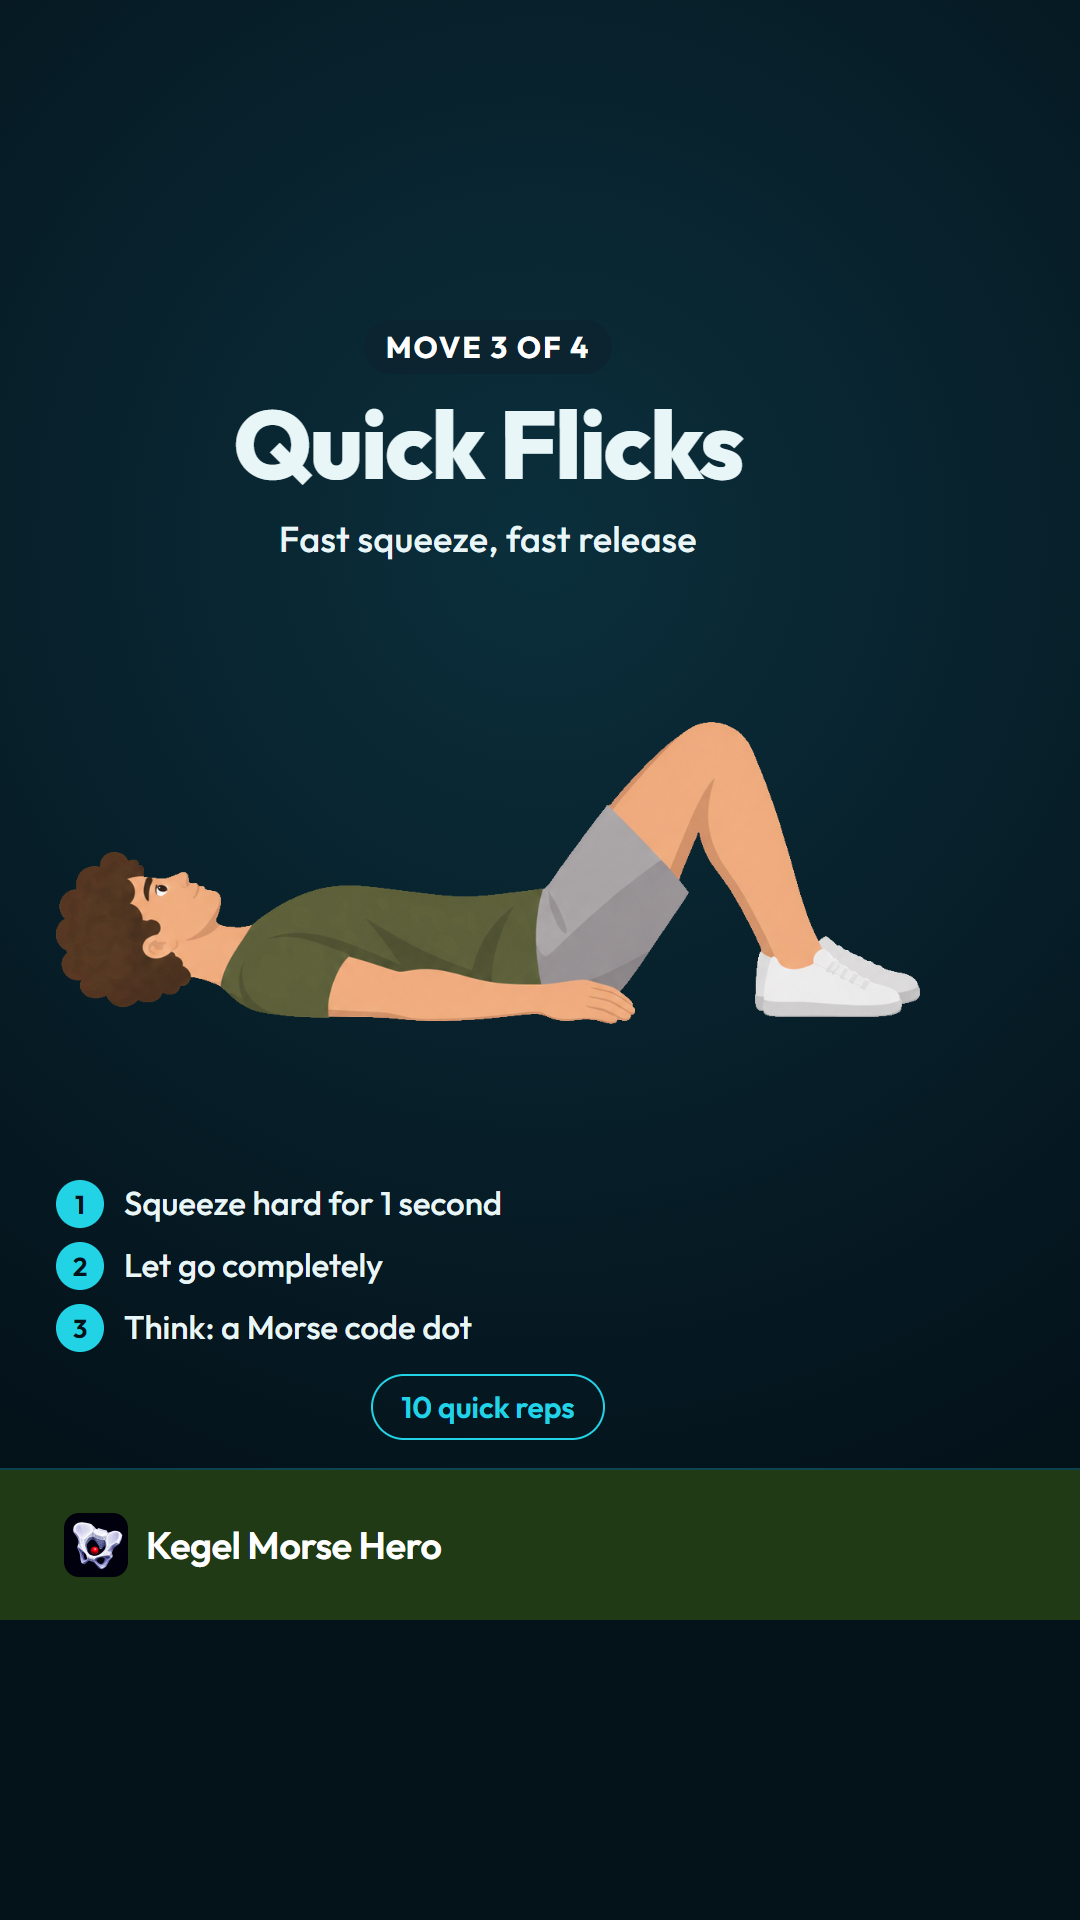 MOVE 3 OF 4
Quick Flicks
Fast squeeze, fast release
1 Squeeze hard for 1 second
2 Let go completely
3 Think: a Morse code dot
10 quick reps
Kegel Morse Hero